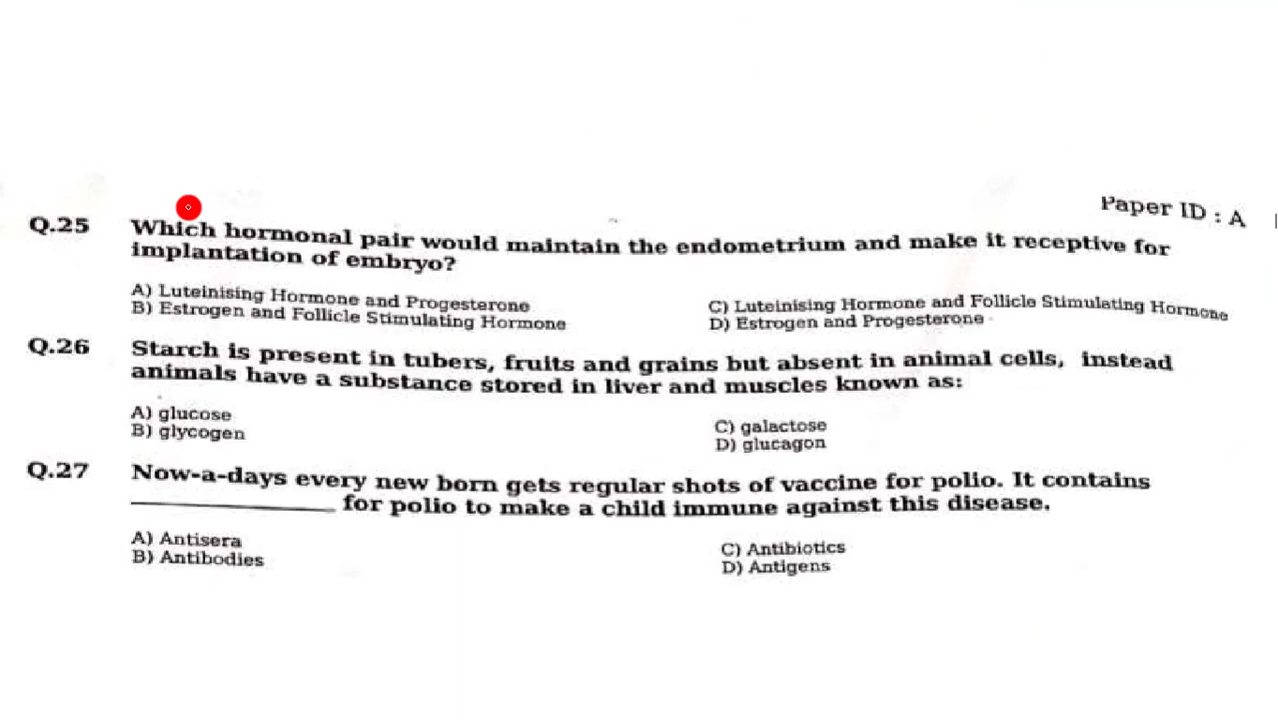 Paper ID : A
Q.25 Which hormonal pair would maintain the endometrium and make it receptive for
implantation of embryo?
A) Luteinising Hormone and Progesterone
B) Estrogen and Follicle Stimulating Hormone
C) Luteinising Hormone and Follicle Stimulating Hormone
D) Estrogen and Progesterone
Q.26 Starch is present in tubers, fruits and grains but absent in animal cells, instead
animals have a substance stored in liver and muscles known as:
A) glucose
B) glycogen
C) galactose
D) glucagon
Q.27 Now-a-days every new born gets regular shots of vaccine for polio. It contains
____________ for polio to make a child immune against this disease.
A) Antisera
B) Antibodies
C) Antibiotics
D) Antigens